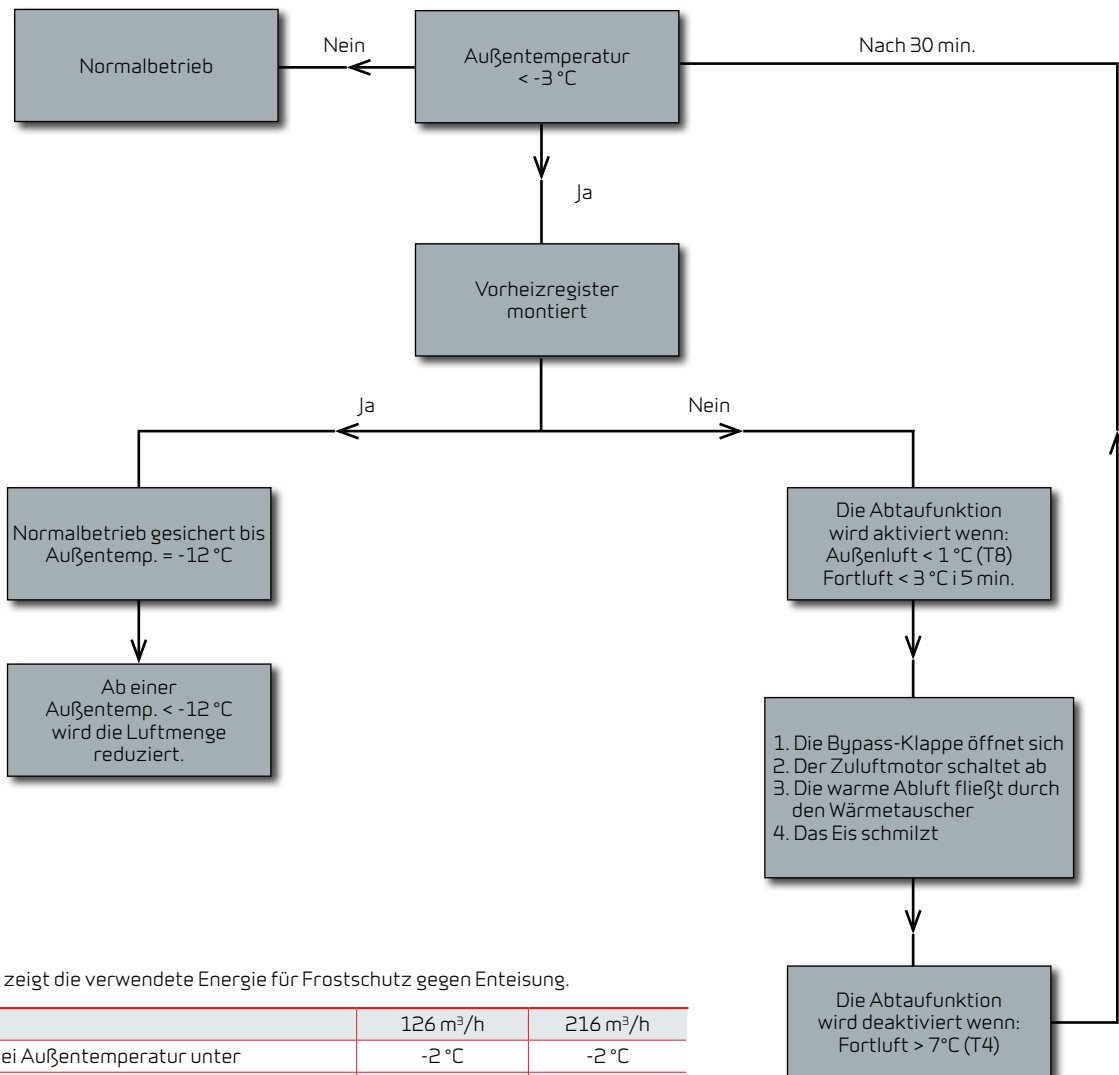 Normalbetrieb
Nein
Außentemperatur
< -3 °C
Nach 30 min.
Ja
Vorheizregister
montiert
Ja
Nein
Normalbetrieb gesichert bis
Außentemp. = -12 °C
Ab einer
Außentemp. < -12 °C
wird die Luftmenge
reduziert.
Die Abtaufunktion
wird aktiviert wenn:
Außenluft < 1 °C (T8)
Fortluft < 3 °C i 5 min.
1. Die Bypass-Klappe öffnet sich
2. Der Zuluftmotor schaltet ab
3. Die warme Abluft fließt durch
den Wärmetauscher
4. Das Eis schmilzt
Die Abtaufunktion
wird deaktiviert wenn:
Fortluft > 7°C (T4)
zeigt die verwendete Energie für Frostschutz gegen Enteisung.
126 m³/h 216 m³/h
ei Außentemperatur unter -2 °C -2 °C